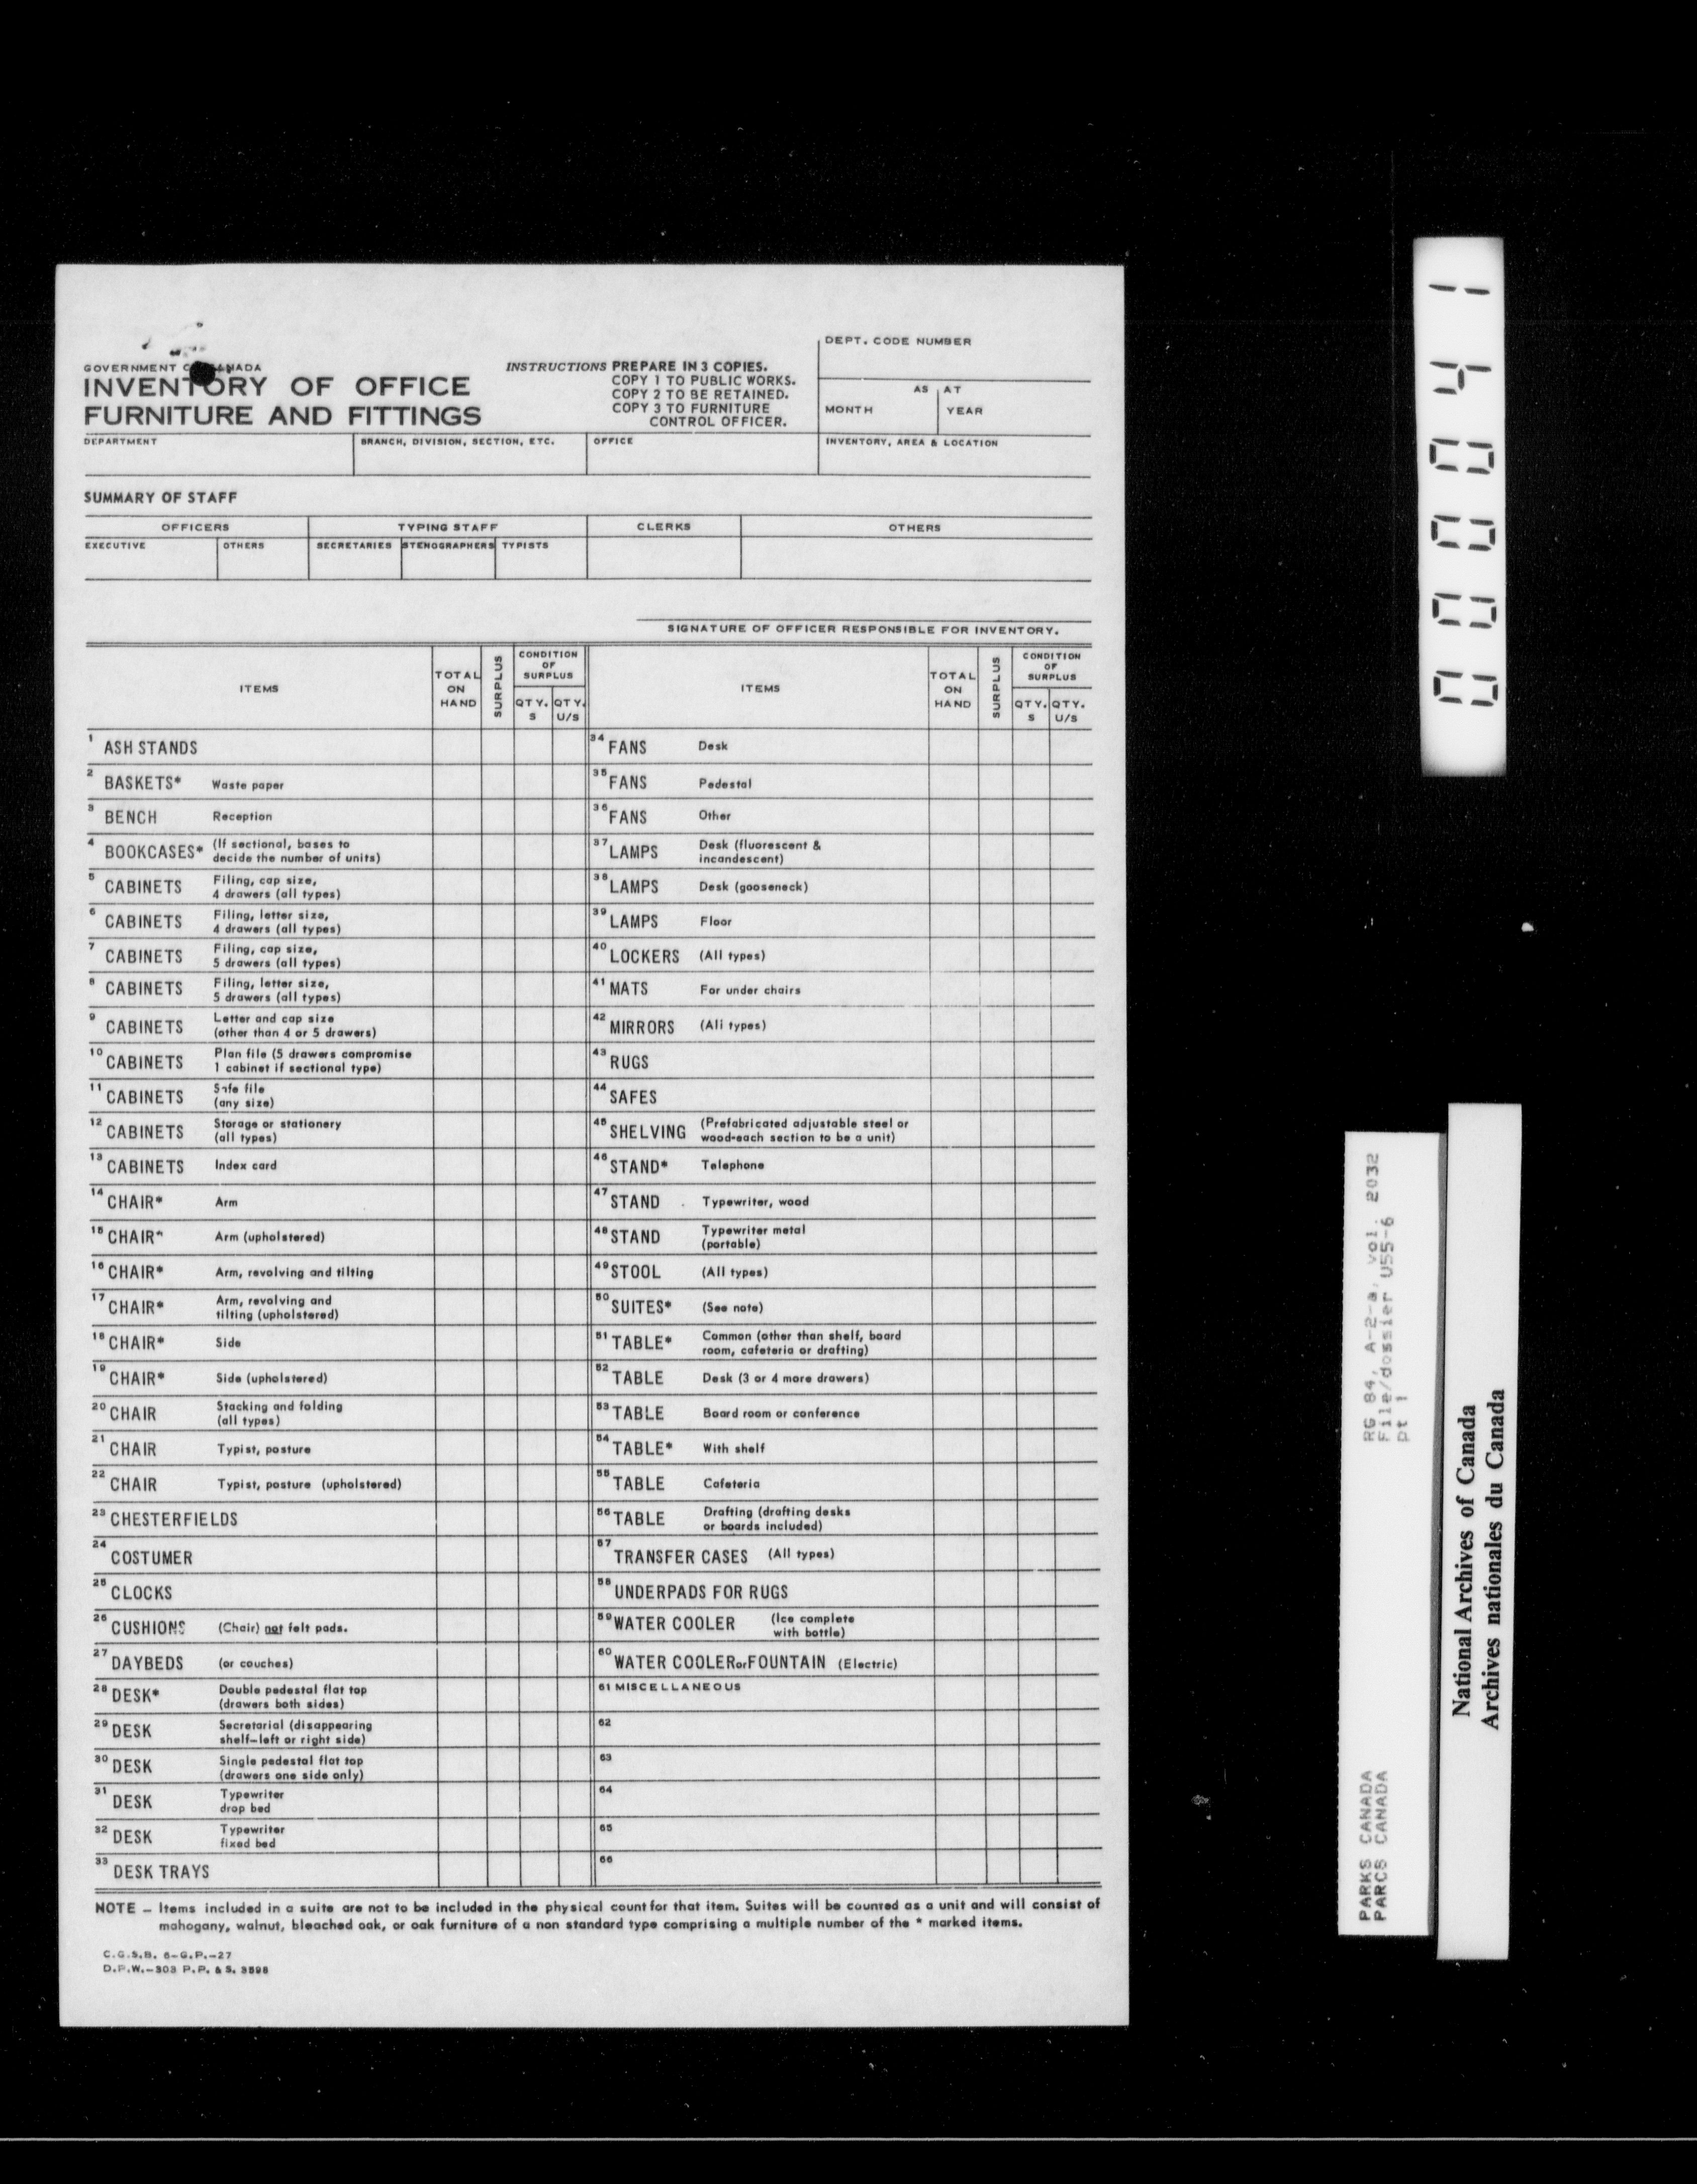 GOVERNMENT OF CANADA
INVENTORY OF OFFICE
FURNITURE AND FITTINGS
INSTRUCTIONS PREPARE IN 3 COPIES.
COPY 1 TO PUBLIC WORKS.
COPY 2 TO BE RETAINED.
COPY 3 TO FURNITURE
CONTROL OFFICER.
DEPT. CODE NUMBER
AS AT
MONTH YEAR
DEPARTMENT BRANCH, DIVISION, SECTION, ETC. OFFICE INVENTORY, AREA & LOCATION
SUMMARY OF STAFF
OFFICERS TYPING STAFF CLERKS OTHERS
EXECUTIVE OTHERS SECRETARIES STENOGRAPHERS TYPISTS
SIGNATURE OF OFFICER RESPONSIBLE FOR INVENTORY.
ITEMS TOTAL ON HAND SURPLUS CONDITION OF SURPLUS QTY. S QTY. U/S
ITEMS TOTAL ON HAND SURPLUS CONDITION OF SURPLUS QTY. S QTY. U/S
1 ASH STANDS
2 BASKETS* Waste paper
3 BENCH Reception
4 BOOKCASES* (If sectional, bases to
decide the number of units)
5 CABINETS Filing, cap size,
4 drawers (all types)
6 CABINETS Filing, letter size,
4 drawers (all types)
7 CABINETS Filing, cap size,
5 drawers (all types)
8 CABINETS Filing, letter size,
5 drawers (all types)
9 CABINETS Letter and cap size
(other than 4 or 5 drawers)
10 CABINETS Plan file (5 drawers compromise
1 cabinet if sectional type)
11 CABINETS Safe file
(any size)
12 CABINETS Storage or stationery
(all types)
13 CABINETS Index card
14 CHAIR* Arm
15 CHAIR* Arm (upholstered)
16 CHAIR* Arm, revolving and tilting
17 CHAIR* Arm, revolving and
tilting (upholstered)
18 CHAIR* Side
19 CHAIR* Side (upholstered)
20 CHAIR Stacking and folding
(all types)
21 CHAIR Typist, posture
22 CHAIR Typist, posture (upholstered)
23 CHESTERFIELDS
24 COSTUMER
25 CLOCKS
26 CUSHIONS (Chair) not felt pads.
27 DAYBEDS (or couches)
28 DESK* Double pedestal flat top
(drawers both sides)
29 DESK Secretarial (disappearing
shelf-left or right side)
30 DESK Single pedestal flat top
(drawers one side only)
31 DESK Typewriter
drop bed
32 DESK Typewriter
fixed bed
33 DESK TRAYS
34 FANS Desk
35 FANS Pedestal
36 FANS Other
37 LAMPS Desk (fluorescent &
incandescent)
38 LAMPS Desk (gooseneck)
39 LAMPS Floor
40 LOCKERS (All types)
41 MATS For under chairs
42 MIRRORS (All types)
43 RUGS
44 SAFES
45 SHELVING (Prefabricated adjustable steel or
wood-each section to be a unit)
46 STAND* Telephone
47 STAND Typewriter, wood
48 STAND Typewriter metal
(portable)
49 STOOL (All types)
50 SUITES* (See note)
51 TABLE* Common (other than shelf, board
room, cafeteria or drafting)
52 TABLE Desk (3 or 4 more drawers)
53 TABLE Board room or conference
54 TABLE* With shelf
55 TABLE Cafeteria
56 TABLE Drafting (drafting desks
or boards included)
57 TRANSFER CASES (All types)
58 UNDERPADS FOR RUGS
59 WATER COOLER (Ice complete
with bottle)
60 WATER COOLER or FOUNTAIN (Electric)
61 MISCELLANEOUS
62
63
64
65
66
NOTE – Items included in a suite are not to be included in the physical count for that item. Suites will be counted as a unit and will consist of
mahogany, walnut, bleached oak, or oak furniture of a non standard type comprising a multiple number of the * marked items.
C.G.S.B. 6-G.P.-27
D.P.W.-303 P.P. & S. 3598
00041
RG 84, A-2-a, vol. 2032
File/dossier U55-6
pt 1
PARKS CANADA
PARCS CANADA
National Archives of Canada
Archives nationales du Canada